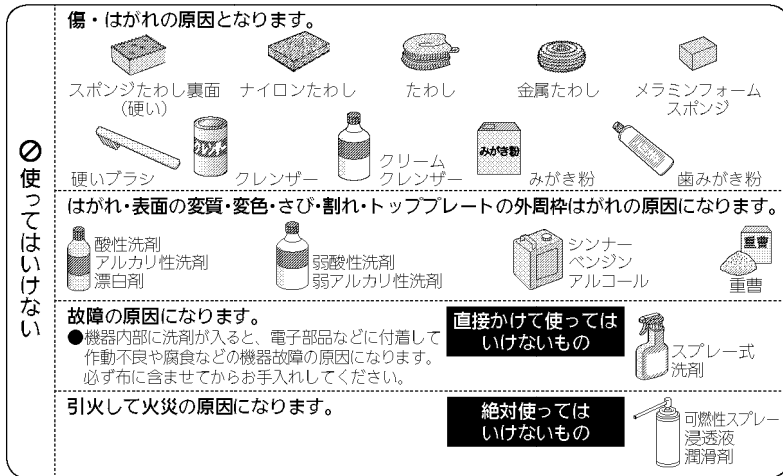 使ってはいけない
傷・はがれの原因となります。
スポンジたわし裏面
（硬い）
ナイロンたわし
たわし
金属たわし
メラミンフォーム
スポンジ
硬いブラシ
クレンザー
クレンザー
クリーム
クレンザー
みがき粉
みがき粉
歯みがき粉
はがれ・表面の変質・変色・さび・割れ・トッププレートの外周枠はがれの原因になります。
酸性洗剤
アルカリ性洗剤
漂白剤
弱酸性洗剤
弱アルカリ性洗剤
シンナー
ベンジン
アルコール
重曹
重曹
故障の原因になります。
●機器内部に洗剤が入ると、電子部品などに付着して
作動不良や腐食などの機器故障の原因になります。
必ず布に含ませてからお手入れしてください。
直接かけて使っては
いけないもの
スプレー式
洗剤
引火して火災の原因になります。
絶対使っては
いけないもの
可燃性スプレー
浸透液
潤滑剤